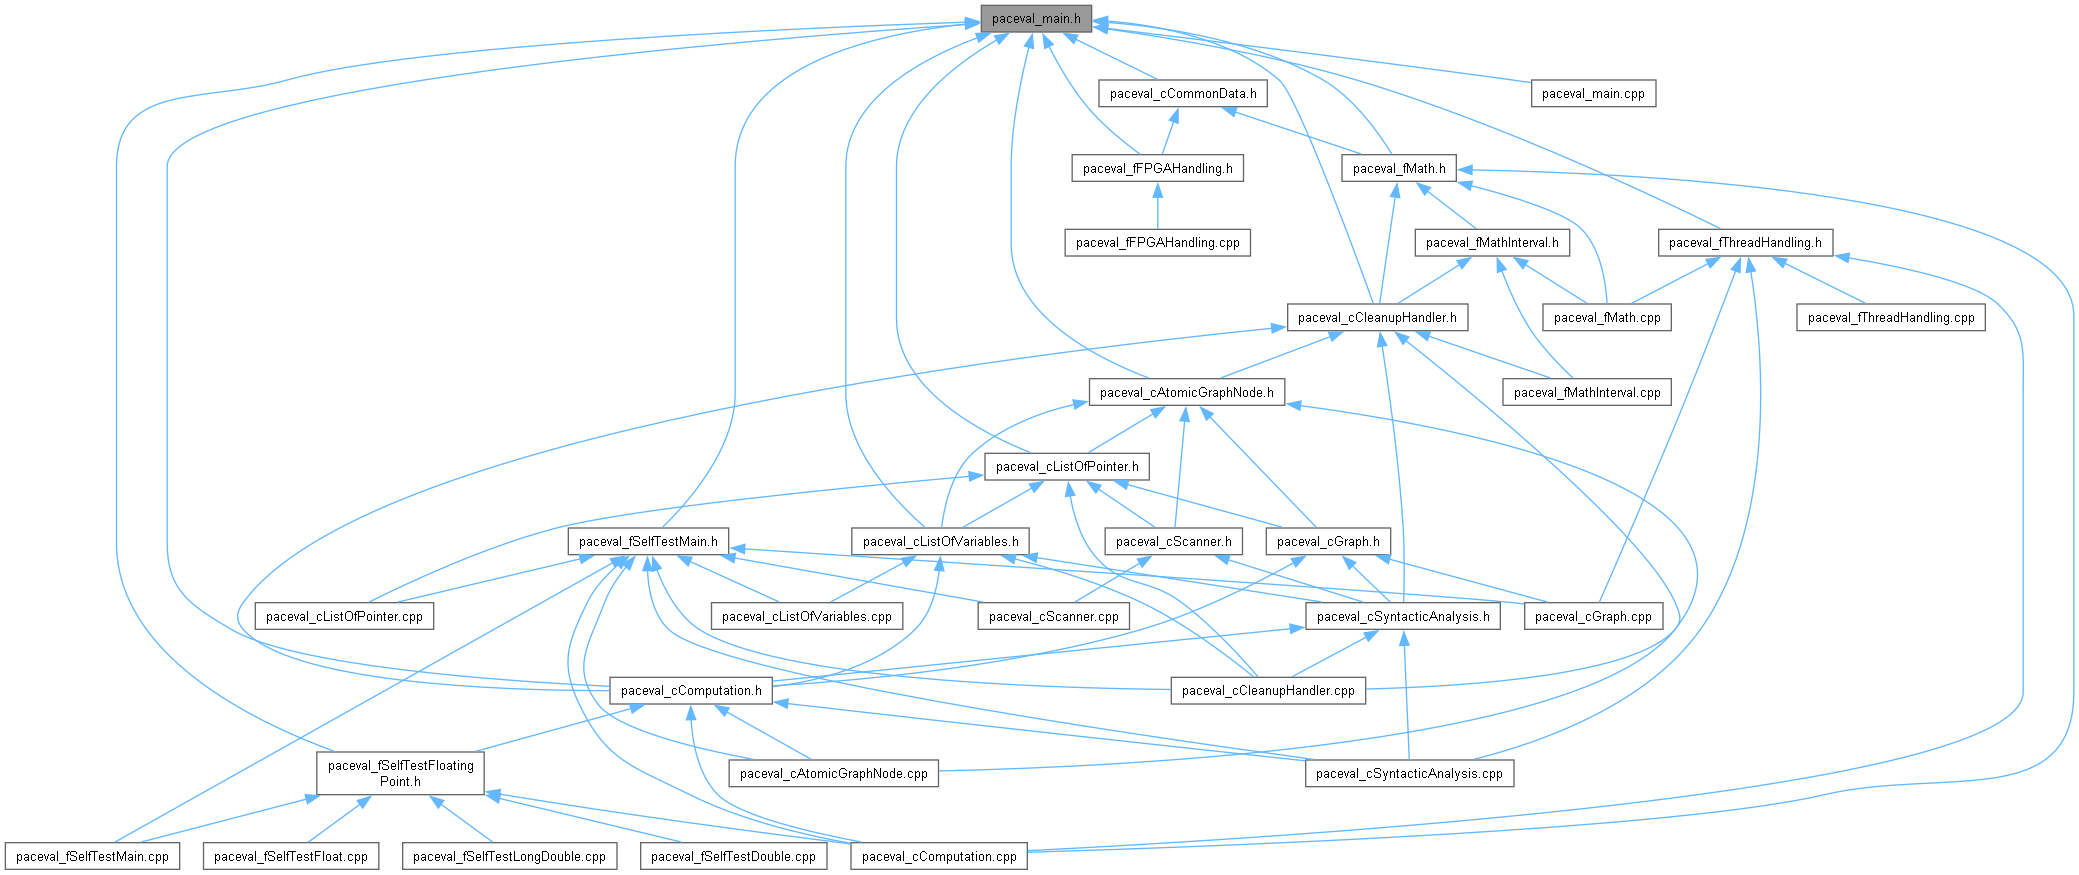 paceval_main.h
paceval_cCommonData.h
paceval_main.cpp
paceval_fFPGAHandling.h
paceval_fMath.h
paceval_fFPGAHandling.cpp
paceval_fMathInterval.h
paceval_fThreadHandling.h
paceval_cCleanupHandler.h
paceval_fMath.cpp
paceval_fThreadHandling.cpp
paceval_cAtomicGraphNode.h
paceval_fMathInterval.cpp
paceval_cListOfPointer.h
paceval_fSelfTestMain.h
paceval_cListOfVariables.h
paceval_cScanner.h
paceval_cGraph.h
paceval_cListOfPointer.cpp
paceval_cListOfVariables.cpp
paceval_cScanner.cpp
paceval_cSyntacticAnalysis.h
paceval_cGraph.cpp
paceval_cComputation.h
paceval_cCleanupHandler.cpp
paceval_fSelfTestFloating
Point.h
paceval_cAtomicGraphNode.cpp
paceval_cSyntacticAnalysis.cpp
paceval_fSelfTestMain.cpp
paceval_fSelfTestFloat.cpp
paceval_fSelfTestLongDouble.cpp
paceval_fSelfTestDouble.cpp
paceval_cComputation.cpp